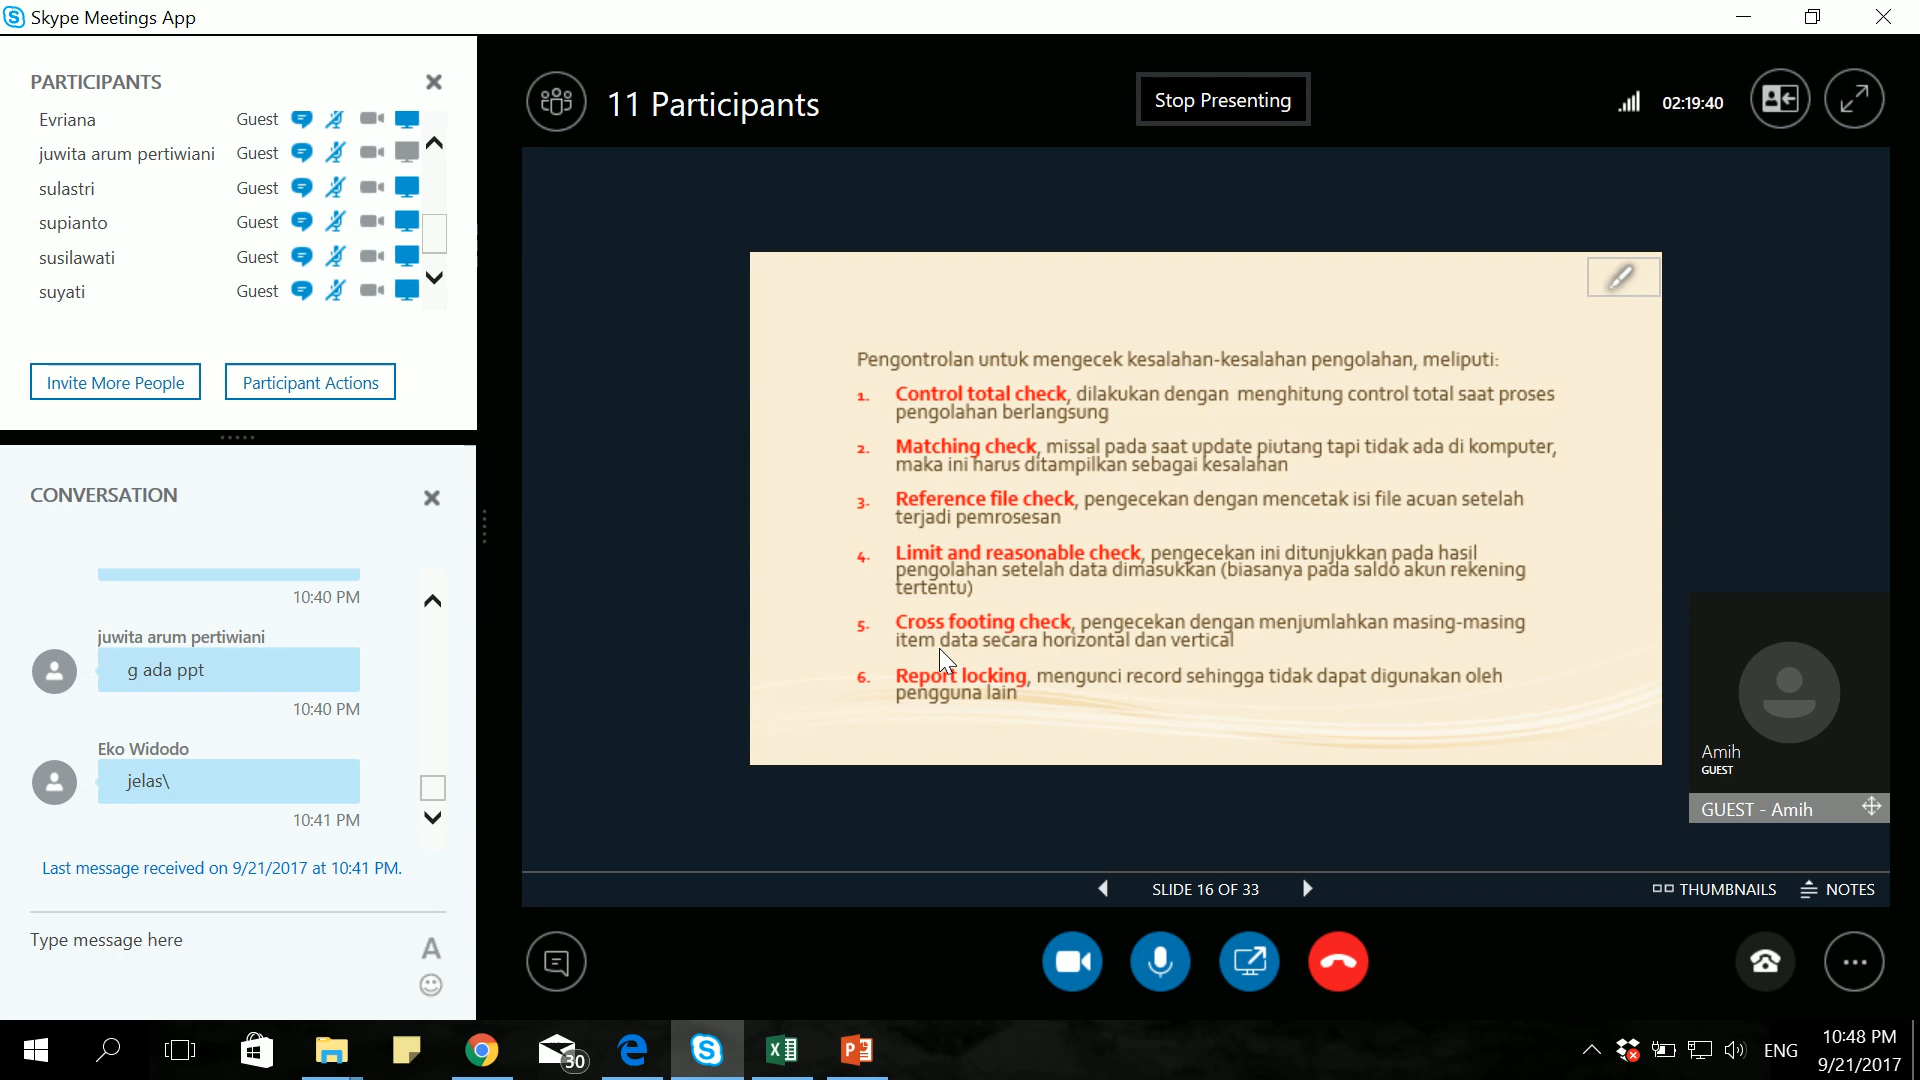 Skype Meetings App
PARTICIPANTS
Evriana Guest
juwita arum pertiwiani Guest
sulastri Guest
supianto Guest
susilawati Guest
suyati Guest
Invite More People
Participant Actions
CONVERSATION
10:40 PM
juwita arum pertiwiani
g ada ppt
10:40 PM
Eko Widodo
jelas\
10:41 PM
Last message received on 9/21/2017 at 10:41 PM.
Type message here
A
11 Participants
Stop Presenting
02:19:40
Pengontrolan untuk mengecek kesalahan-kesalahan pengolahan, meliputi:
1. Control total check, dilakukan dengan menghitung control total saat proses
pengolahan berlangsung
2. Matching check, missal pada saat update piutang tapi tidak ada di komputer,
maka ini harus ditampilkan sebagai kesalahan
3. Reference file check, pengecekan dengan mencetak isi file acuan setelah
terjadi pemrosesan
4. Limit and reasonable check, pengecekan ini ditunjukkan pada hasil
pengolahan setelah data dimasukkan (biasanya pada saldo akun rekening
tertentu)
5. Cross footing check, pengecekan dengan menjumlahkan masing-masing
item data secara horizontal dan vertical
6. Report locking, mengunci record sehingga tidak dapat digunakan oleh
pengguna lain
Amih
GUEST
GUEST - Amih
SLIDE 16 OF 33
THUMBNAILS
NOTES
30
ENG
10:48 PM
9/21/2017